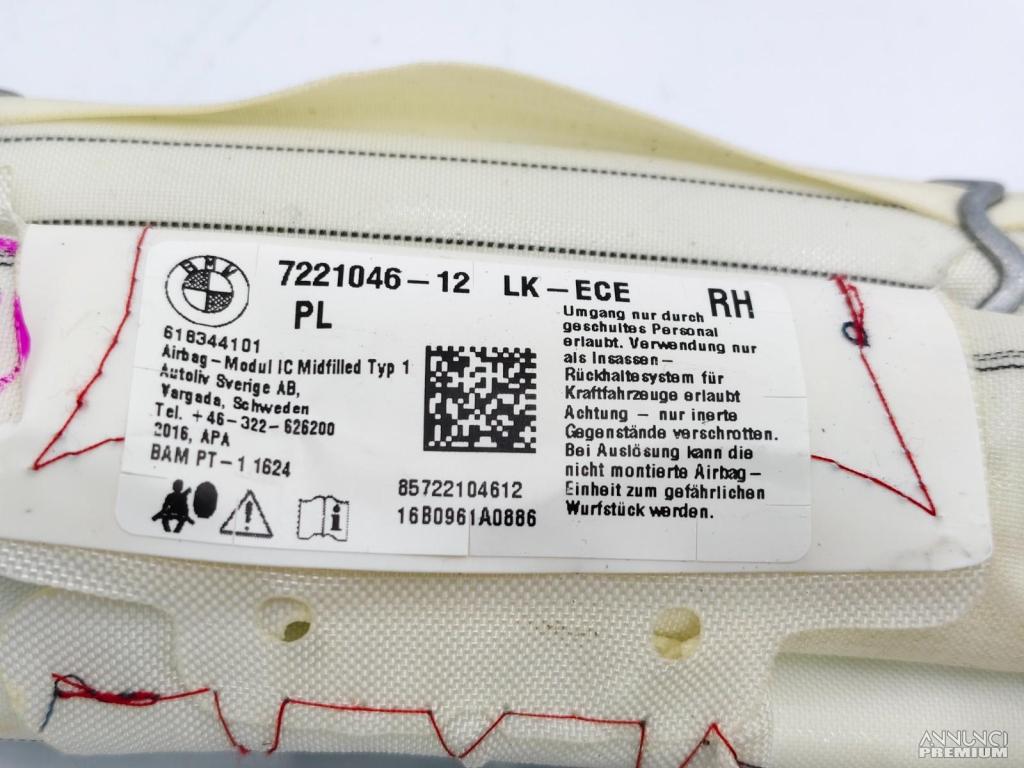 BMW
7221046-12 LK-ECE RH
PL
618344101
Airbag-Modul IC Midfilled Typ 1
Autoliv Sverige AB,
Vargada, Schweden
Tel. +46-322-626200
2016, APA
BAM PT-1 1624
85722104612
16B0961A0886
Umgang nur durch
geschultes Personal
erlaubt. Verwendung nur
als Insassen-
Rückhaltesystem für
Kraftfahrzeuge erlaubt
Achtung - nur inerte
Gegenstände verschrotten.
Bei Auslösung kann die
nicht montierte Airbag-
Einheit zum gefährlichen
Wurfstück werden.
i
ANNUNCI
PREMIUM